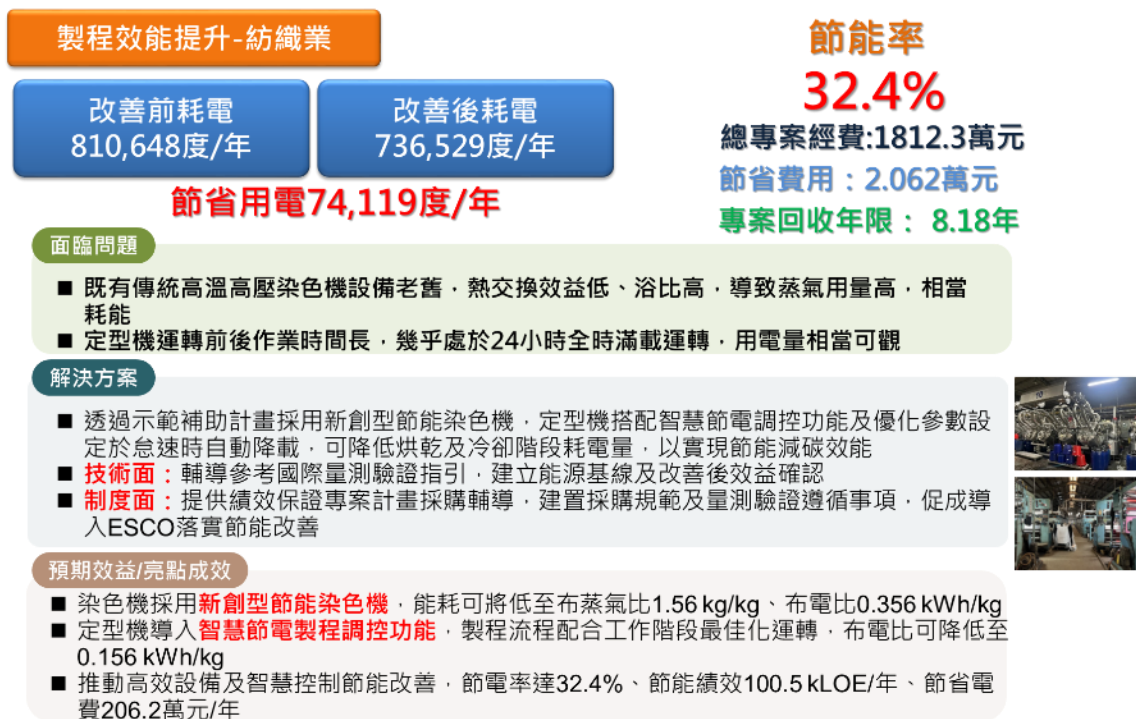 製程效能提升-紡織業
改善前耗電
810,648度/年
改善後耗電
736,529度/年
節省用電74,119度/年
節能率
32.4%
總專案經費:1812.3萬元
節省費用：2.062萬元
專案回收年限： 8.18年
面臨問題
■ 既有傳統高溫高壓染色機設備老舊，熱交換效益低、浴比高，導致蒸氣用量高，相當
耗能
■ 定型機運轉前後作業時間長，幾乎處於24小時全時滿載運轉，用電量相當可觀
解決方案
■ 透過示範補助計畫採用新創型節能染色機，定型機搭配智慧節電調控功能及優化參數設
定於怠速時自動降載，可降低烘乾及冷卻階段耗電量，以實現節能減碳效能
■ 技術面：輔導參考國際量測驗證指引，建立能源基線及改善後效益確認
■ 制度面：提供績效保證專案計畫採購輔導，建置採購規範及量測驗證遵循事項，促成導
入ESCO落實節能改善
預期效益/亮點成效
■ 染色機採用新創型節能染色機，能耗可將低至布蒸氣比1.56 kg/kg、布電比0.356 kWh/kg
■ 定型機導入智慧節電製程調控功能，製程流程配合工作階段最佳化運轉，布電比可降低至
0.156 kWh/kg
■ 推動高效設備及智慧控制節能改善，節電率達32.4%、節能績效100.5 kLOE/年、節省電
費206.2萬元/年